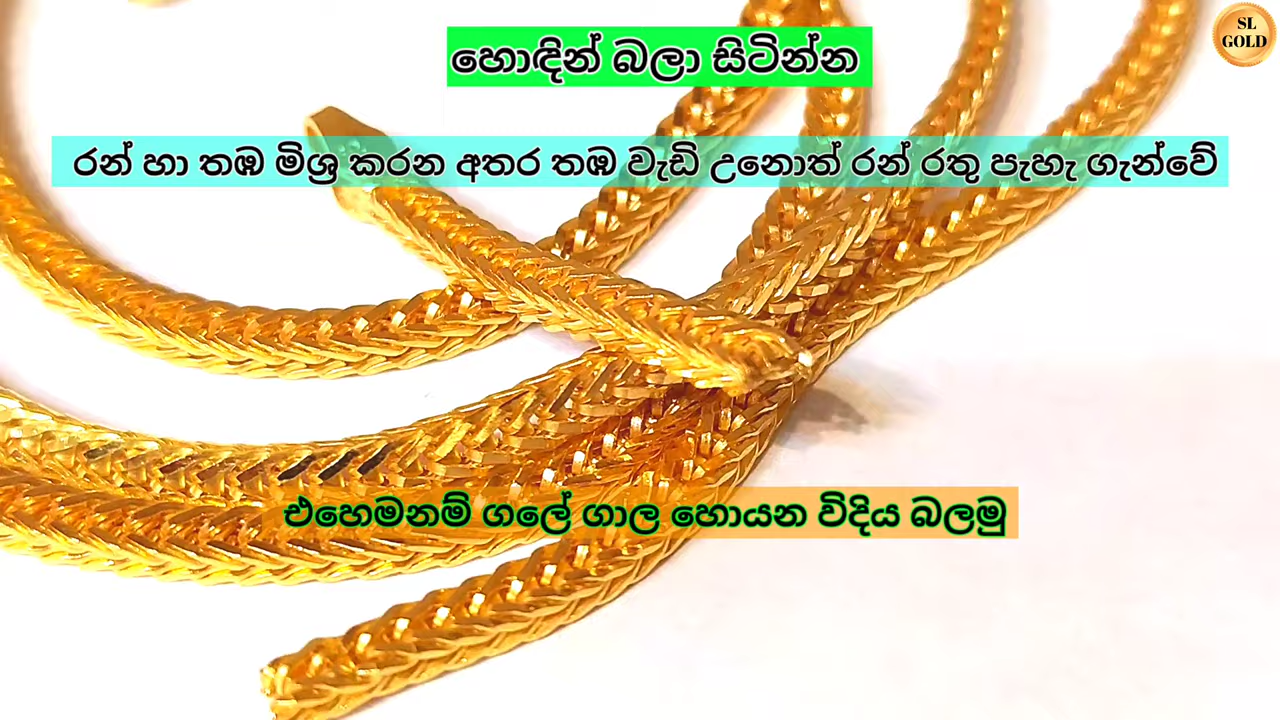 SL
GOLD
හොඳින් බලා සිටින්න
රන් හා තඹ මිශ්‍ර කරන අතර තඹ වැඩි උනොත් රන් රතු පැහැ ගැන්වේ
එහෙමනම් ගලේ ගාල හොයන විදිය බලමු